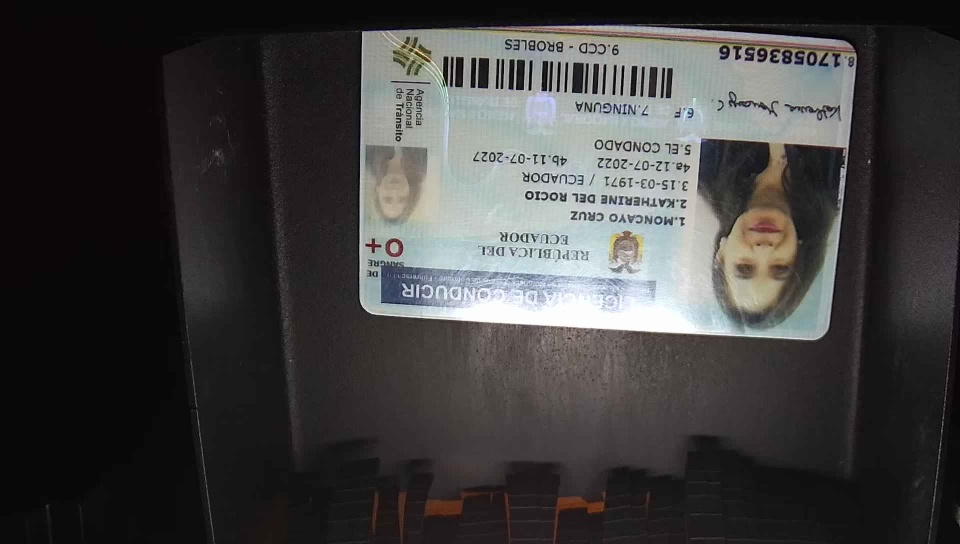 LICENCIA DE CONDUCIR
REPÚBLICA DEL
ECUADOR
DE
SANGRE
O+
1.MONCAYO CRUZ
2.KATHERINE DEL ROCIO
3.15-03-1971 / ECUADOR
4a.12-07-2022 4b.11-07-2027
5.EL CONDADO
6.F 7.NINGUNA
Agencia
Nacional
de Tránsito
8.1705836516
9.CCD - BROBLES